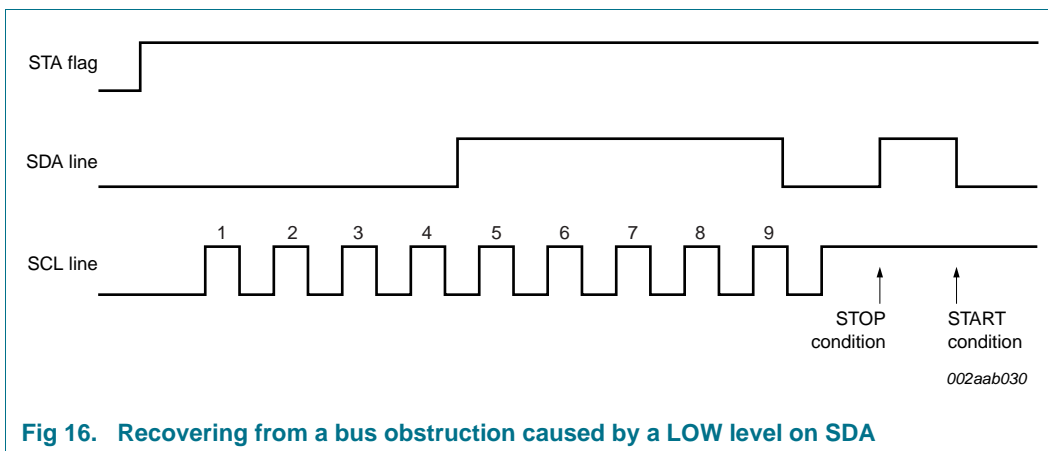 STA flag
SDA line
1 2 3 4 5 6 7 8 9
SCL line
STOP
condition
START
condition
002aab030
Fig 16. Recovering from a bus obstruction caused by a LOW level on SDA